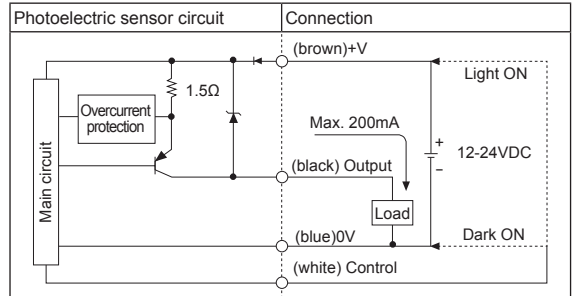 Photoelectric sensor circuit
Connection
(brown)+V
Light ON
1.5Ω
Overcurrent
protection
Max. 200mA
+
12-24VDC
−
(black) Output
Main circuit
Load
(blue)0V
Dark ON
(white) Control